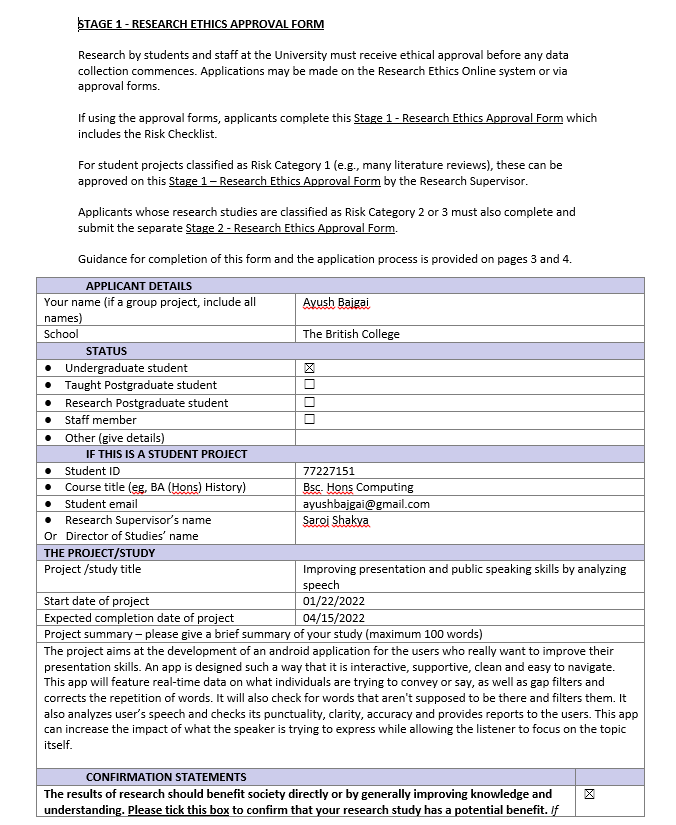 STAGE 1 - RESEARCH ETHICS APPROVAL FORM
Research by students and staff at the University must receive ethical approval before any data
collection commences. Applications may be made on the Research Ethics Online system or via
approval forms.
If using the approval forms, applicants complete this Stage 1 - Research Ethics Approval Form which
includes the Risk Checklist.
For student projects classified as Risk Category 1 (e.g., many literature reviews), these can be
approved on this Stage 1 – Research Ethics Approval Form by the Research Supervisor.
Applicants whose research studies are classified as Risk Category 2 or 3 must also complete and
submit the separate Stage 2 - Research Ethics Approval Form.
Guidance for completion of this form and the application process is provided on pages 3 and 4.
APPLICANT DETAILS
Your name (if a group project, include all
names)
Ayush Bajgai
School
The British College
STATUS
● Undergraduate student ☒
● Taught Postgraduate student ☐
● Research Postgraduate student ☐
● Staff member ☐
● Other (give details)
IF THIS IS A STUDENT PROJECT
● Student ID
77227151
● Course title (eg, BA (Hons) History)
Bsc. Hons Computing
● Student email
ayushbajgai@gmail.com
● Research Supervisor’s name
Or Director of Studies’ name
Saroj Shakya
THE PROJECT/STUDY
Project /study title
Improving presentation and public speaking skills by analyzing
speech
Start date of project
01/22/2022
Expected completion date of project
04/15/2022
Project summary – please give a brief summary of your study (maximum 100 words)
The project aims at the development of an android application for the users who really want to improve their
presentation skills. An app is designed such a way that it is interactive, supportive, clean and easy to navigate.
This app will feature real-time data on what individuals are trying to convey or say, as well as gap filters and
corrects the repetition of words. It will also check for words that aren't supposed to be there and filters them. It
also analyzes user’s speech and checks its punctuality, clarity, accuracy and provides reports to the users. This app
can increase the impact of what the speaker is trying to express while allowing the listener to focus on the topic
itself.
CONFIRMATION STATEMENTS
The results of research should benefit society directly or by generally improving knowledge and
understanding. Please tick this box to confirm that your research study has a potential benefit. If
☒